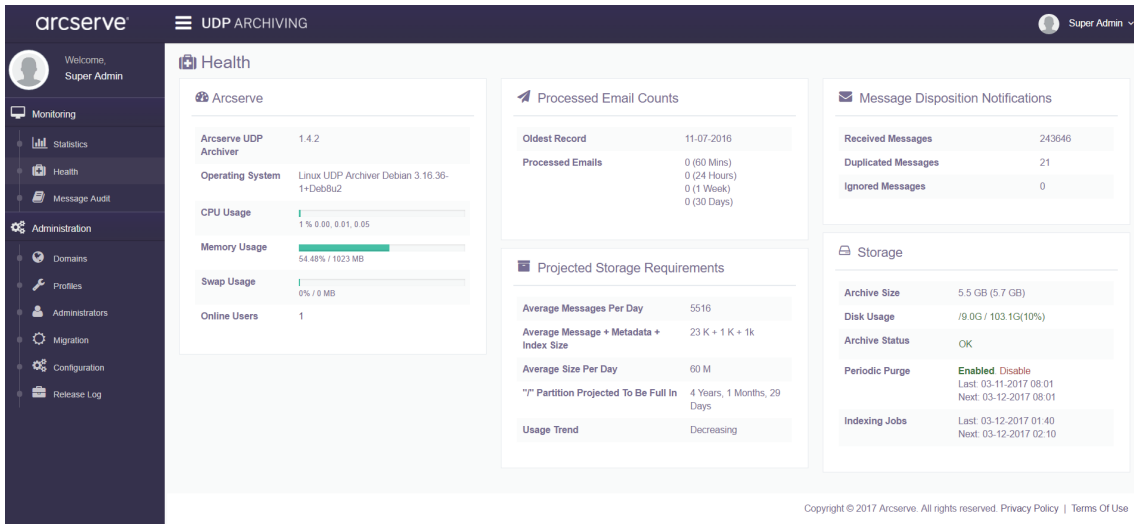 arcserve
UDP ARCHIVING
Super Admin
Welcome,
Super Admin
Monitoring
Statistics
Health
Message Audit
Administration
Domains
Profiles
Administrators
Migration
Configuration
Release Log
Health
Arcserve
Arcserve UDP Archiver 1.4.2
Operating System Linux UDP Archiver Debian 3.16.36-
1+Deb8u2
CPU Usage
1 % 0.00, 0.01, 0.05
Memory Usage
54.48% / 1023 MB
Swap Usage
0% / 0 MB
Online Users 1
Processed Email Counts
Oldest Record 11-07-2016
Processed Emails 0 (60 Mins)
0 (24 Hours)
0 (1 Week)
0 (30 Days)
Projected Storage Requirements
Average Messages Per Day 5516
Average Message + Metadata + Index Size 23 K + 1 K + 1k
Average Size Per Day 60 M
"/" Partition Projected To Be Full In 4 Years, 1 Months, 29
Days
Usage Trend Decreasing
Message Disposition Notifications
Received Messages 243646
Duplicated Messages 21
Ignored Messages 0
Storage
Archive Size 5.5 GB (5.7 GB)
Disk Usage /9.0G / 103.1G(10%)
Archive Status OK
Periodic Purge Enabled. Disable
Last: 03-11-2017 08:01
Next: 03-12-2017 08:01
Indexing Jobs Last: 03-12-2017 01:40
Next: 03-12-2017 02:10
Copyright © 2017 Arcserve. All rights reserved. Privacy Policy | Terms Of Use